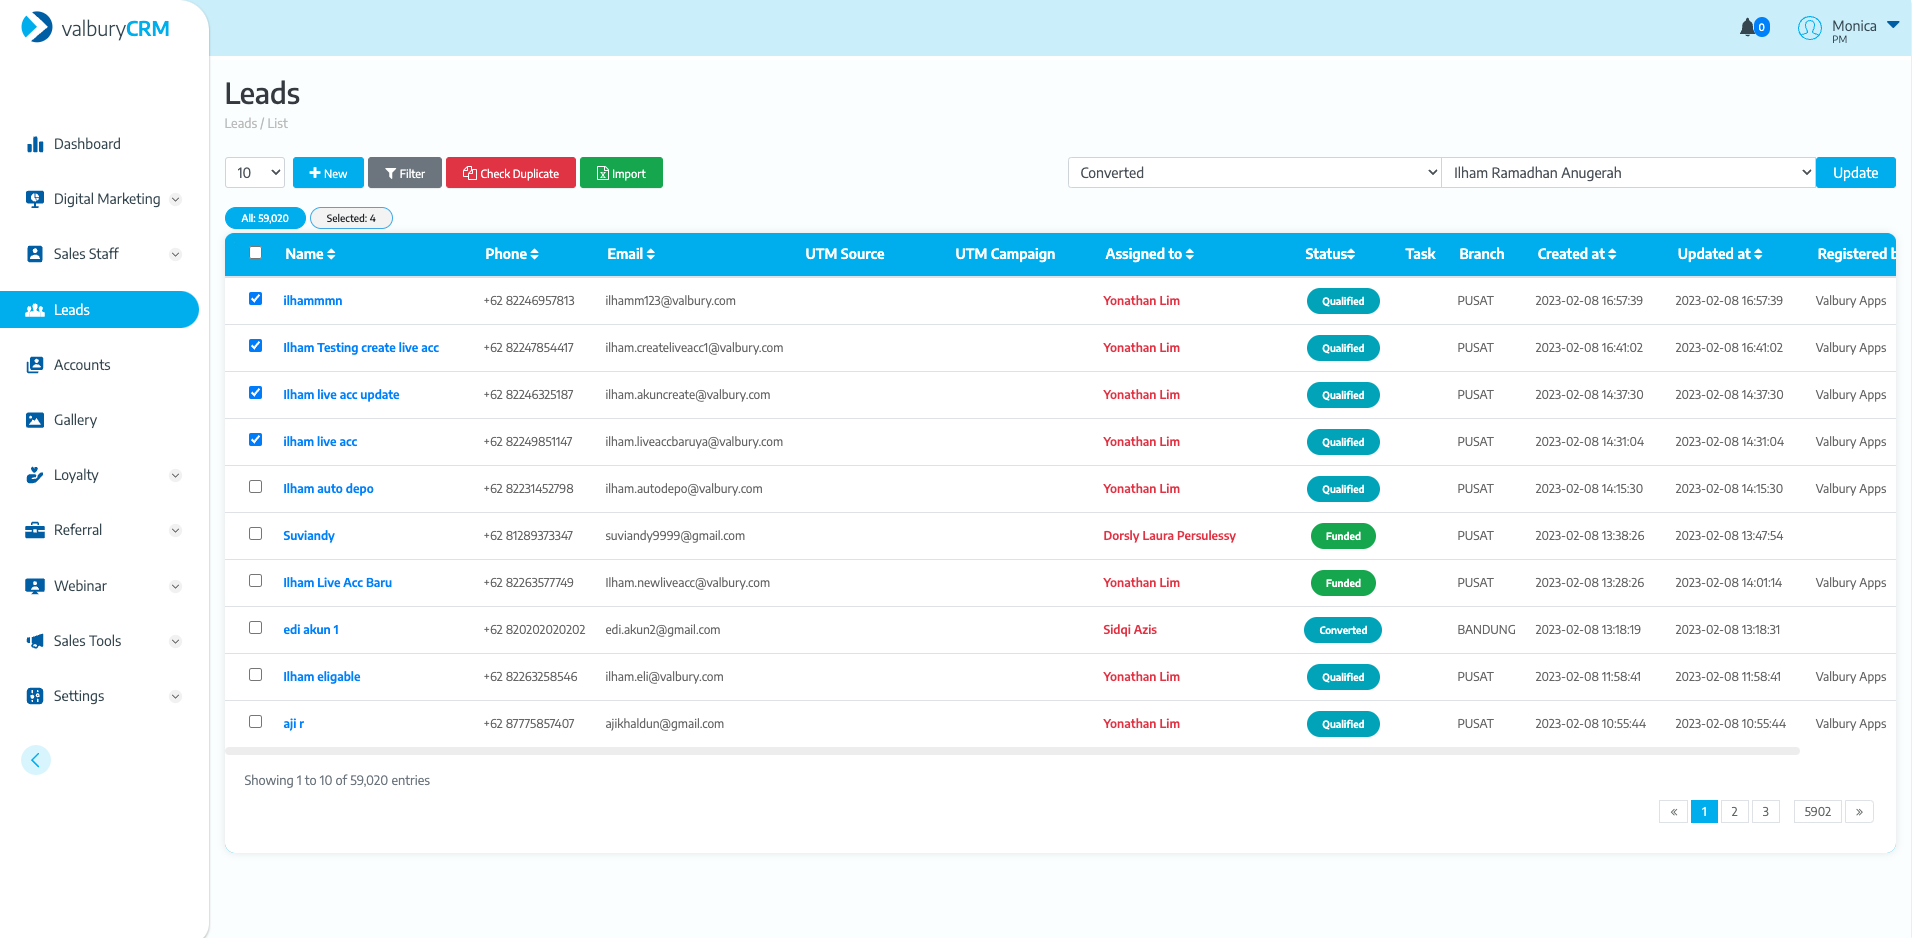 valburyCRM
0
Monica
PM
Dashboard
Digital Marketing
Sales Staff
Leads
Accounts
Gallery
Loyalty
Referral
Webinar
Sales Tools
Settings
Leads
Leads / List
10 New Filter Check Duplicate Import Converted Ilham Ramadhan Anugerah Update
All: 59,020 Selected: 4
Name Phone Email UTM Source UTM Campaign Assigned to Status Task Branch Created at Updated at Registered b
ilhammmn +62 82246957813 ilhamm123@valbury.com Yonathan Lim Qualified PUSAT 2023-02-08 16:57:39 2023-02-08 16:57:39 Valbury Apps
Ilham Testing create live acc +62 82247854417 ilham.createliveacc1@valbury.com Yonathan Lim Qualified PUSAT 2023-02-08 16:41:02 2023-02-08 16:41:02 Valbury Apps
Ilham live acc update +62 82246325187 ilham.akuncreate@valbury.com Yonathan Lim Qualified PUSAT 2023-02-08 14:37:30 2023-02-08 14:37:30 Valbury Apps
ilham live acc +62 82249851147 ilham.liveaccbaruya@valbury.com Yonathan Lim Qualified PUSAT 2023-02-08 14:31:04 2023-02-08 14:31:04 Valbury Apps
Ilham auto depo +62 82231452798 ilham.autodepo@valbury.com Yonathan Lim Qualified PUSAT 2023-02-08 14:15:30 2023-02-08 14:15:30 Valbury Apps
Suviandy +62 81289373347 suviandy9999@gmail.com Dorsly Laura Persulessy Funded PUSAT 2023-02-08 13:38:26 2023-02-08 13:47:54
Ilham Live Acc Baru +62 82263577749 Ilham.newliveacc@valbury.com Yonathan Lim Funded PUSAT 2023-02-08 13:28:26 2023-02-08 14:01:14 Valbury Apps
edi akun 1 +62 820202020202 edi.akun2@gmail.com Sidqi Azis Converted BANDUNG 2023-02-08 13:18:19 2023-02-08 13:18:31
Ilham eligable +62 82263258546 ilham.eli@valbury.com Yonathan Lim Qualified PUSAT 2023-02-08 11:58:41 2023-02-08 11:58:41 Valbury Apps
aji r +62 87775857407 ajikhaldun@gmail.com Yonathan Lim Qualified PUSAT 2023-02-08 10:55:44 2023-02-08 10:55:44 Valbury Apps
Showing 1 to 10 of 59,020 entries
« 1 2 3 5902 »